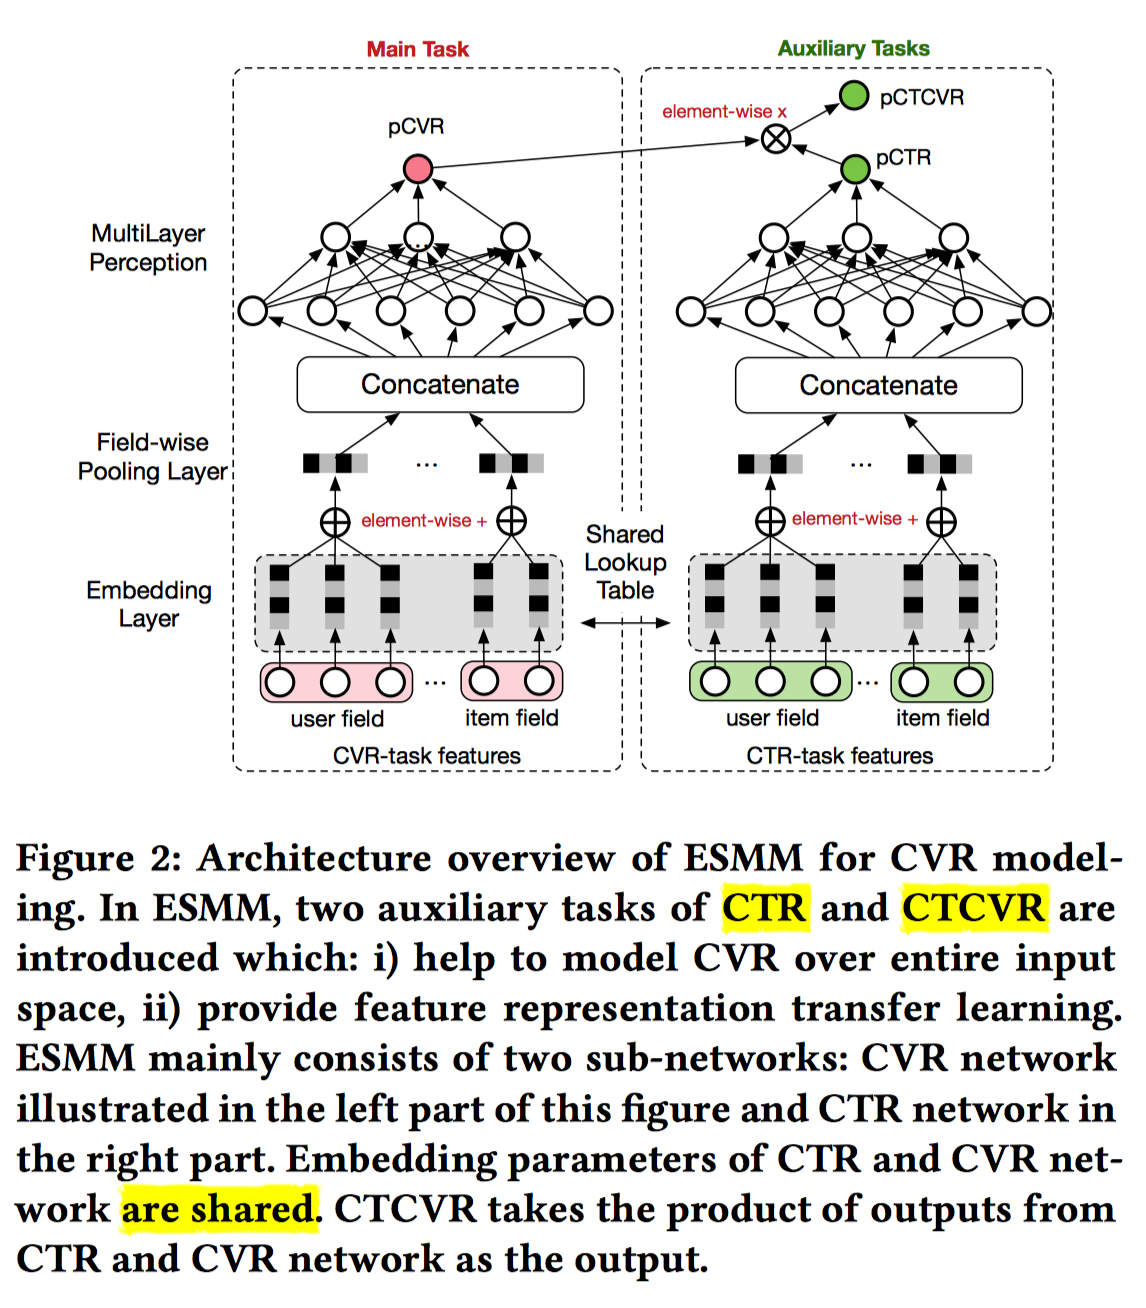 Main Task
Auxiliary Tasks
pCTCVR
element-wise x
pCVR
pCTR
MultiLayer
Perception
Concatenate
Concatenate
Field-wise
Pooling Layer
...
...
element-wise +
element-wise +
Shared
Lookup
Table
Embedding
Layer
...
...
user field
item field
user field
item field
CVR-task features
CTR-task features
Figure 2: Architecture overview of ESMM for CVR model-
ing. In ESMM, two auxiliary tasks of CTR and CTCVR are
introduced which: i) help to model CVR over entire input
space, ii) provide feature representation transfer learning.
ESMM mainly consists of two sub-networks: CVR network
illustrated in the left part of this figure and CTR network in
the right part. Embedding parameters of CTR and CVR net-
work are shared. CTCVR takes the product of outputs from
CTR and CVR network as the output.